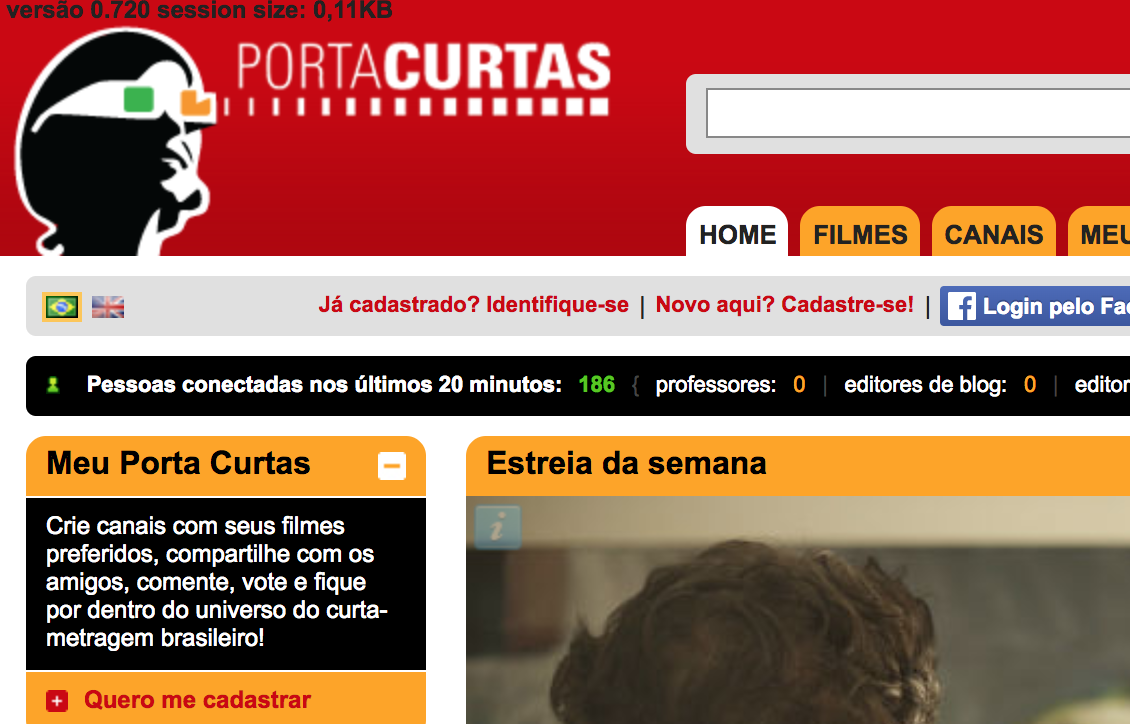 versão 0.720 session size: 0,11KB
PORTACURTAS
HOME FILMES CANAIS
Já cadastrado? Identifique-se | Novo aqui? Cadastre-se! | Login pelo
Pessoas conectadas nos últimos 20 minutos: 186 { professores: 0 | editores de blog: 0 |
Meu Porta Curtas
Estreia da semana
i
Crie canais com seus filmes
preferidos, compartilhe com os
amigos, comente, vote e fique
por dentro do universo do curta-
metragem brasileiro!
Quero me cadastrar